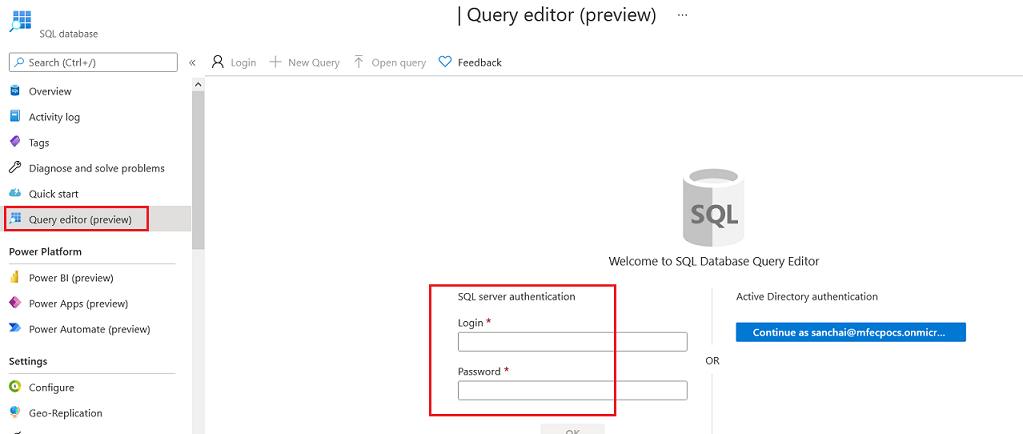 | Query editor (preview) ...
SQL database
Search (Ctrl+/)
«
Login
New Query
Open query
Feedback
Overview
Activity log
Tags
Diagnose and solve problems
Quick start
Query editor (preview)
Power Platform
Power BI (preview)
Power Apps (preview)
Power Automate (preview)
Settings
Configure
Geo-Replication
SQL
Welcome to SQL Database Query Editor
SQL server authentication
Login *
Password *
OK
OR
Active Directory authentication
Continue as sanchai@mfecpocs.onmicr...